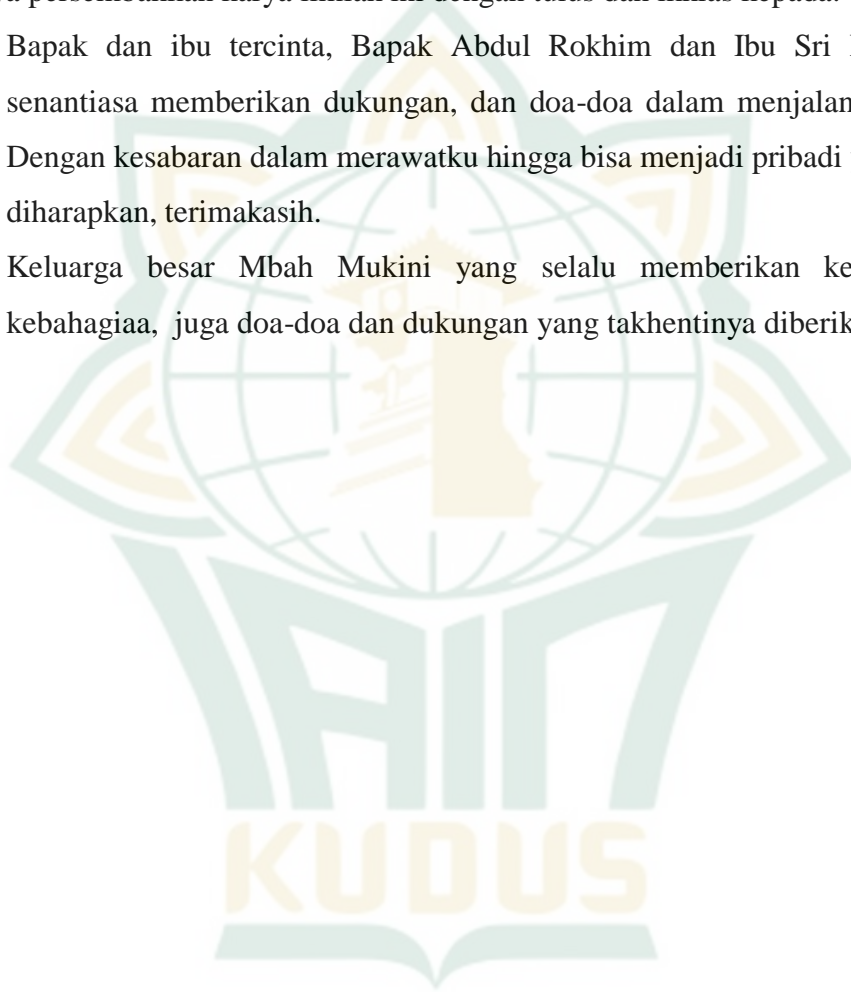 persembahkan karya ilmiah ini dengan tulus dan ikhlas kepada:
Bapak dan ibu tercinta, Bapak Abdul Rokhim dan Ibu Sri
senantiasa memberikan dukungan, dan doa-doa dalam menjalan
Dengan kesabaran dalam merawatku hingga bisa menjadi pribadi
diharapkan, terimakasih.
Keluarga besar Mbah Mukini yang selalu memberikan ke
kebahagiaa, juga doa-doa dan dukungan yang takhentinya diberik
IAIN
KUDUS